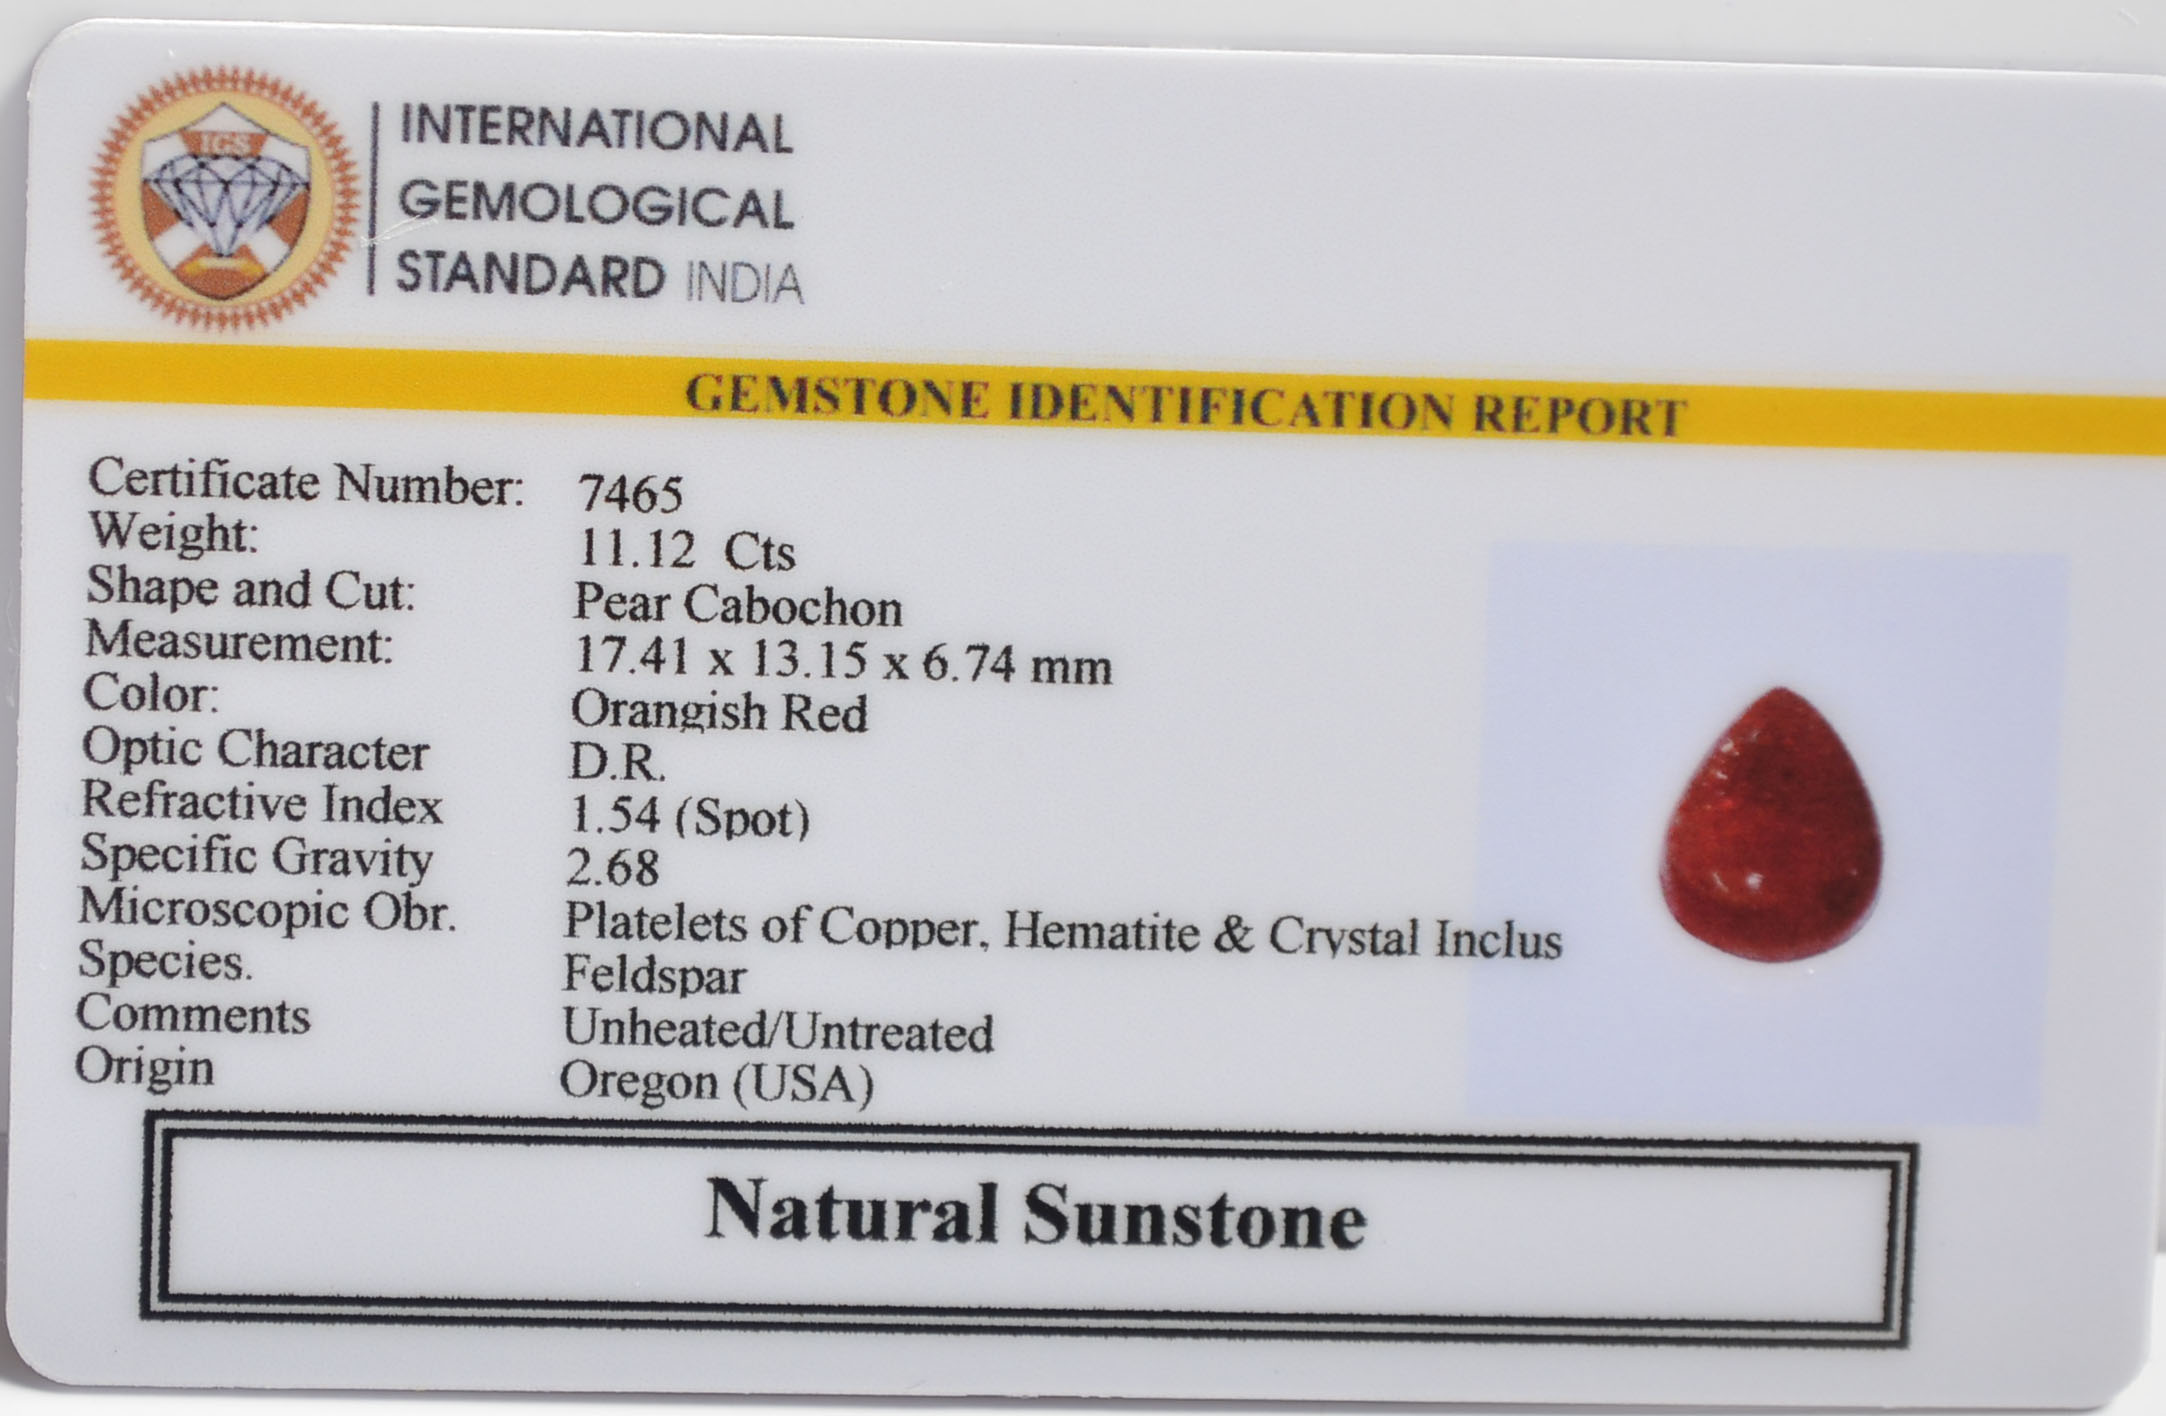 IGS
INTERNATIONAL
GEMOLOGICAL
STANDARD INDIA
GEMSTONE IDENTIFICATION REPORT
Certificate Number: 7465
Weight: 11.12 Cts
Shape and Cut: Pear Cabochon
Measurement: 17.41 x 13.15 x 6.74 mm
Color: Orangish Red
Optic Character D.R.
Refractive Index 1.54 (Spot)
Specific Gravity 2.68
Microscopic Obr. Platelets of Copper, Hematite & Crystal Inclus
Species. Feldspar
Comments Unheated/Untreated
Origin Oregon (USA)
Natural Sunstone